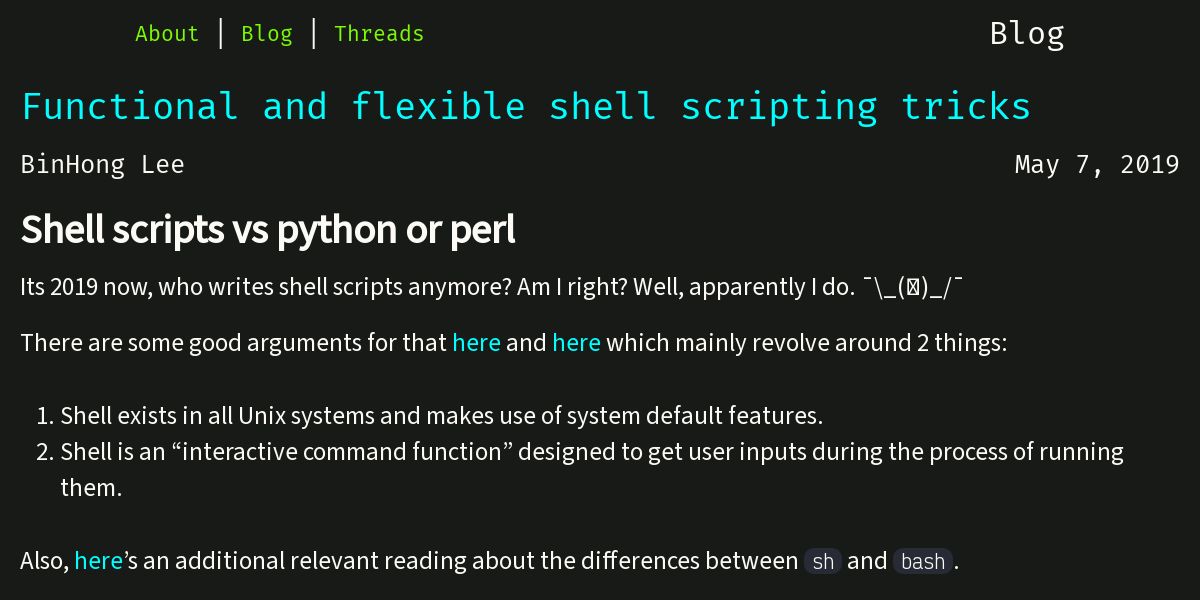 About | Blog | Threads Blog
Functional and flexible shell scripting tricks
BinHong Lee May 7, 2019
Shell scripts vs python or perl
Its 2019 now, who writes shell scripts anymore? Am I right? Well, apparently I do. ¯\_()_/¯
There are some good arguments for that here and here which mainly revolve around 2 things:
1. Shell exists in all Unix systems and makes use of system default features.
2. Shell is an “interactive command function” designed to get user inputs during the process of running
them.
Also, here’s an additional relevant reading about the differences between sh and bash.